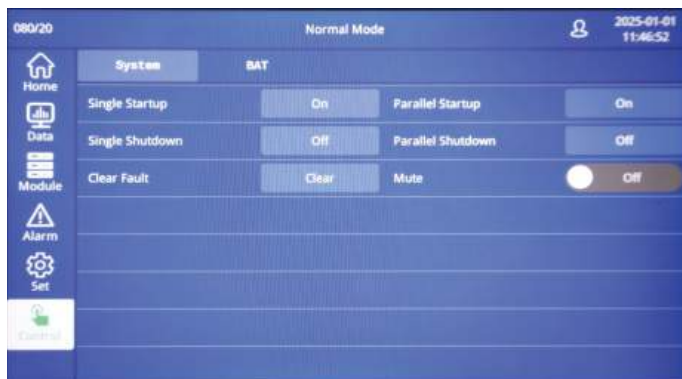 080/20 Normal Mode 2025-01-01
11:46:52
Home
System BAT
Single Startup On Parallel Startup On
Data
Single Shutdown Off Parallel Shutdown Off
Module
Clear Fault Clear Mute Off
Alarm
Set
Control